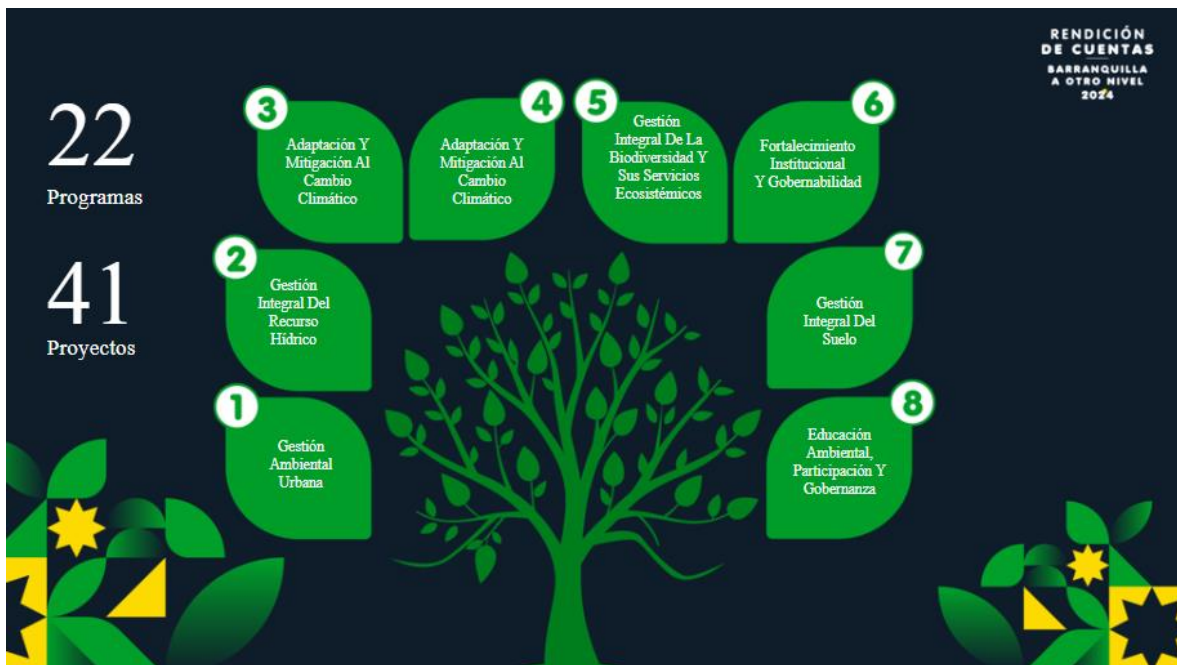 RENDICIÓN
DE CUENTAS
BARRANQUILLA
A OTRO NIVEL
2024
22
Programas
41
Proyectos
3
Adaptación Y
Mitigación Al
Cambio
Climático
4
Adaptación Y
Mitigación Al
Cambio
Climático
5
Gestión
Integral De La
Biodiversidad Y
Sus Servicios
Ecosistémicos
6
Fortalecimiento
Institucional
Y Gobernabilidad
2
Gestión
Integral Del
Recurso
Hídrico
7
Gestión
Integral Del
Suelo
1
Gestión
Ambiental
Urbana
8
Educación
Ambiental,
Participación Y
Gobernanza